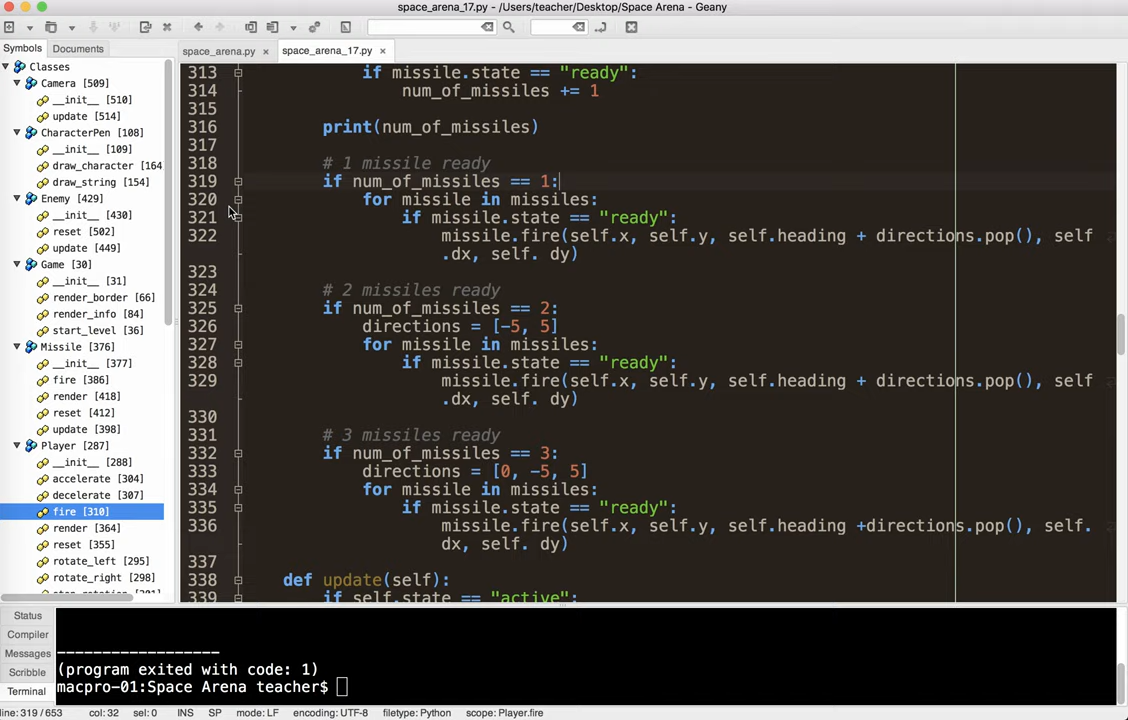 space_arena_17.py - /Users/teacher/Desktop/Space Arena - Geany
Symbols Documents
space_arena.py × space_arena_17.py ×
Classes
Camera [509]
__init__ [510]
update [514]
CharacterPen [108]
__init__ [109]
draw_character [164
draw_string [154]
Enemy [429]
__init__ [430]
reset [502]
update [449]
Game [30]
__init__ [31]
render_border [66]
render_info [84]
start_level [36]
Missile [376]
__init__ [377]
fire [386]
render [418]
reset [412]
update [398]
Player [287]
__init__ [288]
accelerate [304]
decelerate [307]
fire [310]
render [364]
reset [355]
rotate_left [295]
rotate_right [298]
313 if missile.state == "ready":
314 num_of_missiles += 1
315
316 print(num_of_missiles)
317
318 # 1 missile ready
319 if num_of_missiles == 1:
320 for missile in missiles:
321 if missile.state == "ready":
322 missile.fire(self.x, self.y, self.heading + directions.pop(), self
.dx, self. dy)
323
324 # 2 missiles ready
325 if num_of_missiles == 2:
326 directions = [-5, 5]
327 for missile in missiles:
328 if missile.state == "ready":
329 missile.fire(self.x, self.y, self.heading + directions.pop(), self
.dx, self. dy)
330
331 # 3 missiles ready
332 if num_of_missiles == 3:
333 directions = [0, -5, 5]
334 for missile in missiles:
335 if missile.state == "ready":
336 missile.fire(self.x, self.y, self.heading +directions.pop(), self.
dx, self. dy)
337
338 def update(self):
339 if self.state == "active":
Status
Compiler
Messages
Scribble
Terminal
------------------
(program exited with code: 1)
macpro-01:Space Arena teacher$
line: 319 / 653 col: 32 sel: 0 INS SP mode: LF encoding: UTF-8 filetype: Python scope: Player.fire